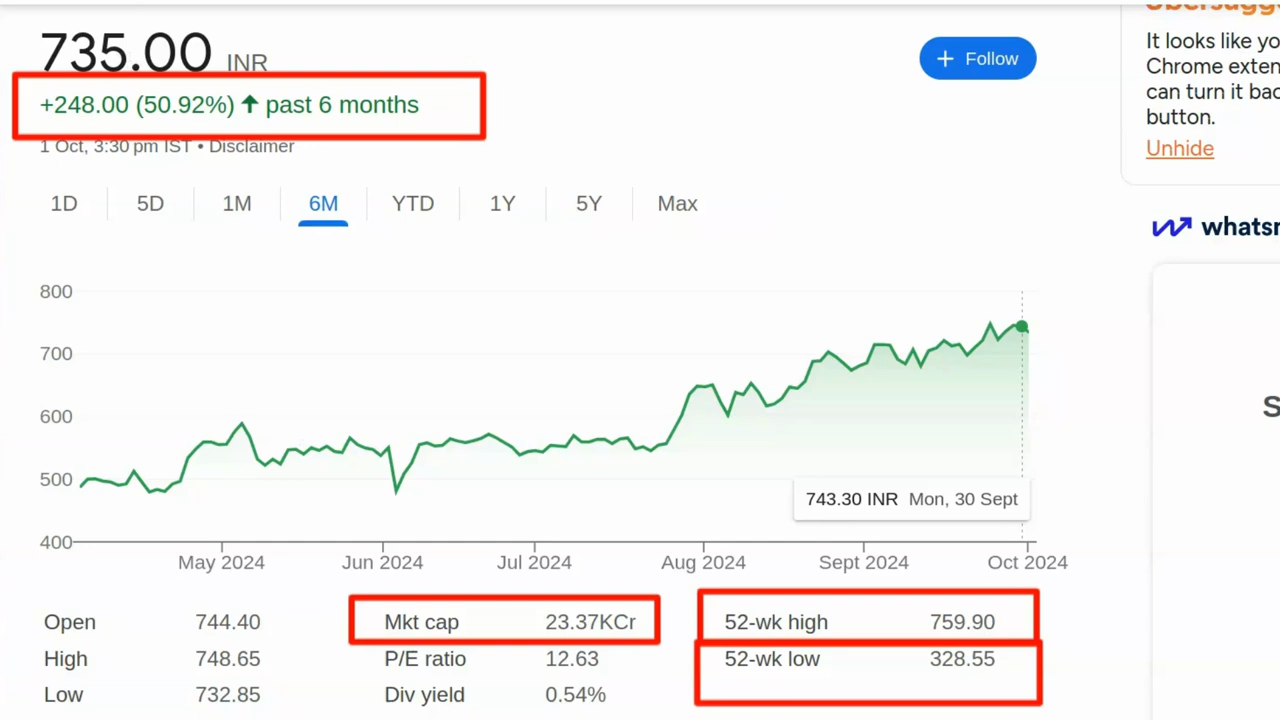 735.00 INR
+ Follow
+248.00 (50.92%) ↑ past 6 months
1 Oct, 3:30 pm IST • Disclaimer
1D 5D 1M 6M YTD 1Y 5Y Max
800
700
600
500
400
743.30 INR Mon, 30 Sept
May 2024 Jun 2024 Jul 2024 Aug 2024 Sept 2024 Oct 2024
Open 744.40 Mkt cap 23.37KCr 52-wk high 759.90
High 748.65 P/E ratio 12.63 52-wk low 328.55
Low 732.85 Div yield 0.54%
It looks like yo
Chrome exten
can turn it bac
button.
Unhide
whatsr
S